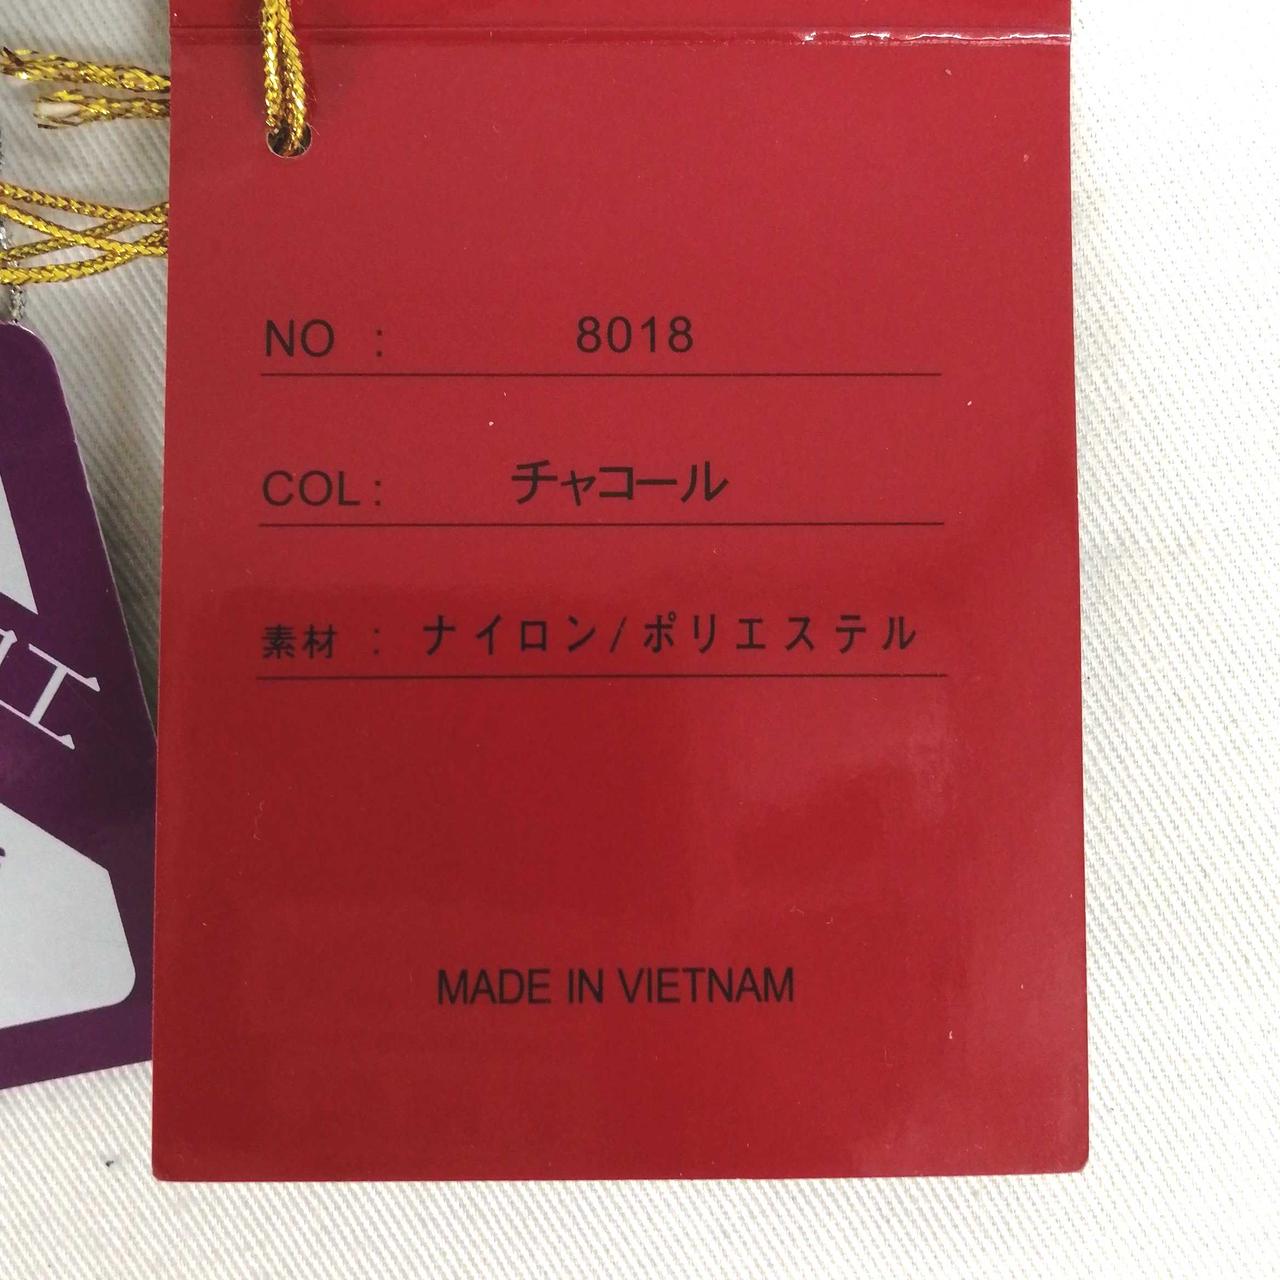 NO : 8018
COL: チャコール
素材 : ナイロン/ポリエステル
MADE IN VIETNAM